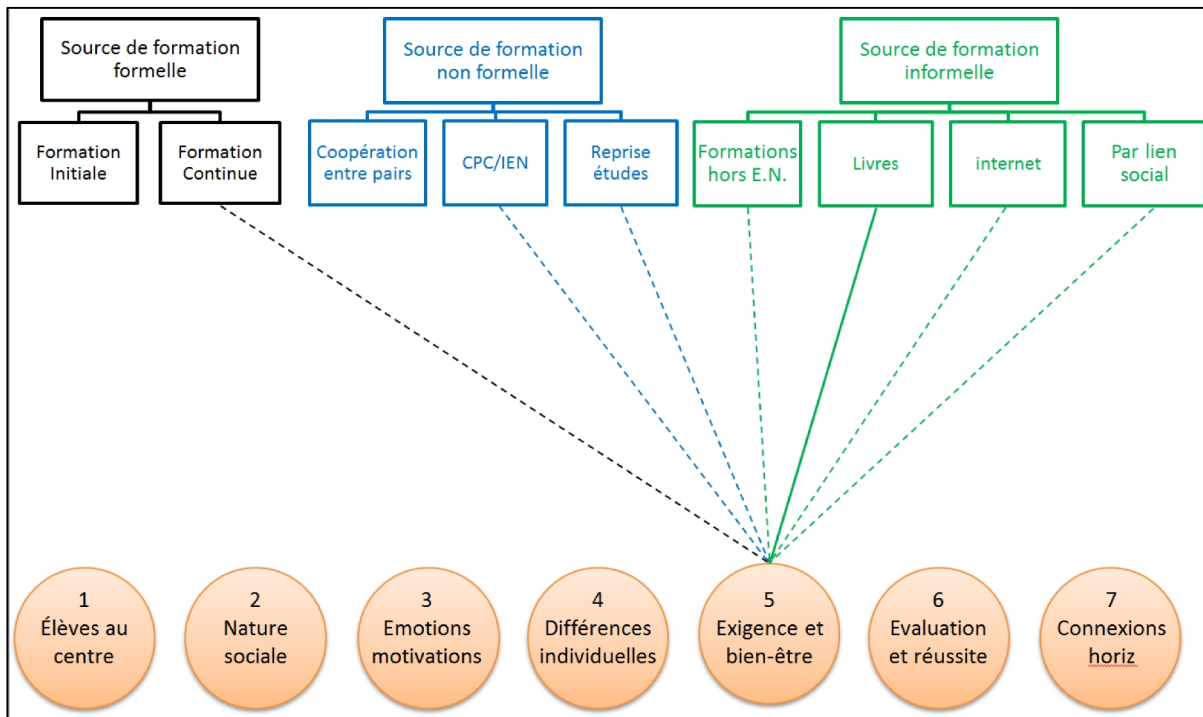 Source de formation
formelle
Source de formation
non formelle
Source de formation
informelle
Formation
Initiale
Formation
Continue
Coopération
entre pairs
CPC/IEN
Reprise
études
Formations
hors E.N.
Livres
internet
Par lien
social
1
Élèves au
centre
2
Nature
sociale
3
Emotions
motivations
4
Différences
individuelles
5
Exigence et
bien-être
6
Evaluation
et réussite
7
Connexions
horiz